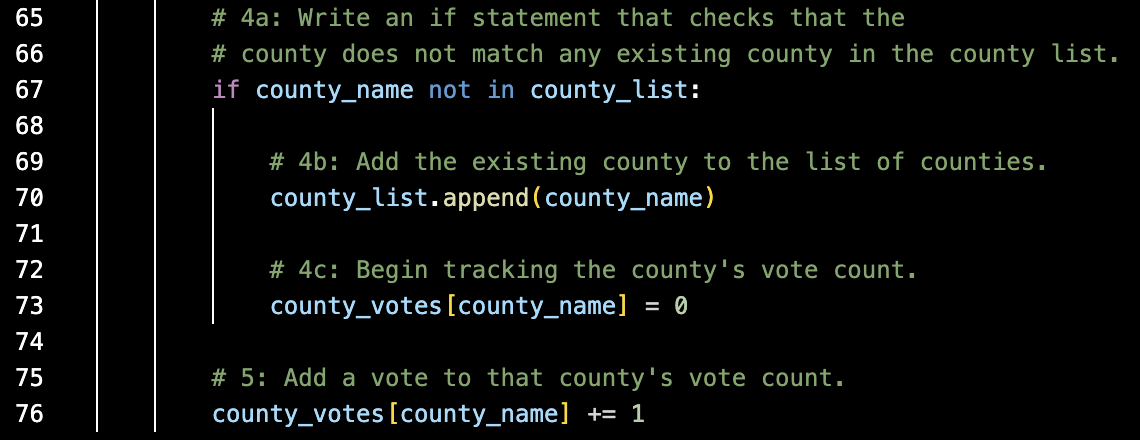 65 # 4a: Write an if statement that checks that the
66 # county does not match any existing county in the county list.
67 if county_name not in county_list:
68
69 # 4b: Add the existing county to the list of counties.
70 county_list.append(county_name)
71
72 # 4c: Begin tracking the county's vote count.
73 county_votes[county_name] = 0
74
75 # 5: Add a vote to that county's vote count.
76 county_votes[county_name] += 1